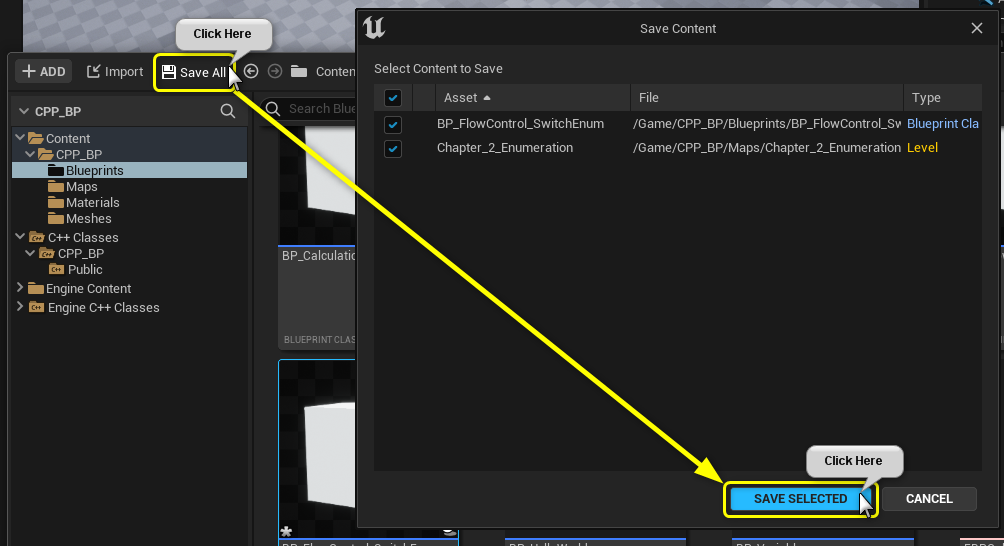 Click Here
ADD
Import
Save All
Conten
CPP_BP
Search Blue
Content
CPP_BP
Blueprints
Maps
Materials
Meshes
C++ Classes
CPP_BP
Public
Engine Content
Engine C++ Classes
BP_Calculatio
BLUEPRINT CLAS
Save Content
Select Content to Save
Asset File Type
BP_FlowControl_SwitchEnum /Game/CPP_BP/Blueprints/BP_FlowControl_Sw Blueprint Cla
Chapter_2_Enumeration /Game/CPP_BP/Maps/Chapter_2_Enumeration Level
Click Here
SAVE SELECTED
CANCEL